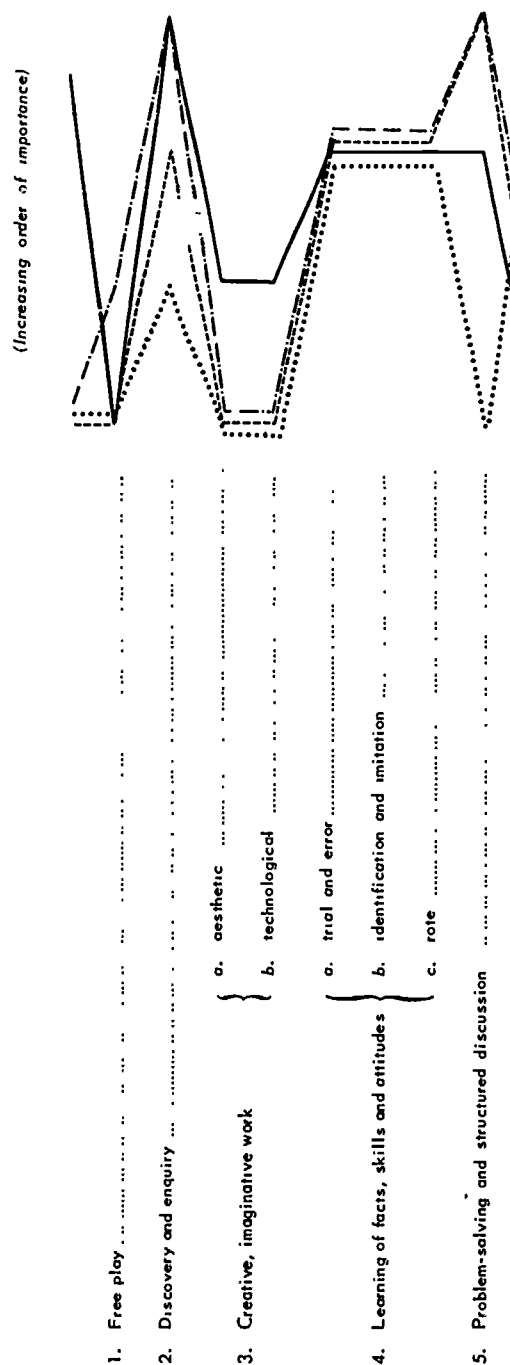 (Increasing order of importance)
1. Free play
2. Discovery and enquiry
3. Creative, imaginative work
a. aesthetic
b. technological
4. Learning of facts, skills and attitudes
a. trial and error
b. identification and imitation
c. rote
5. Problem-solving and structured discussion